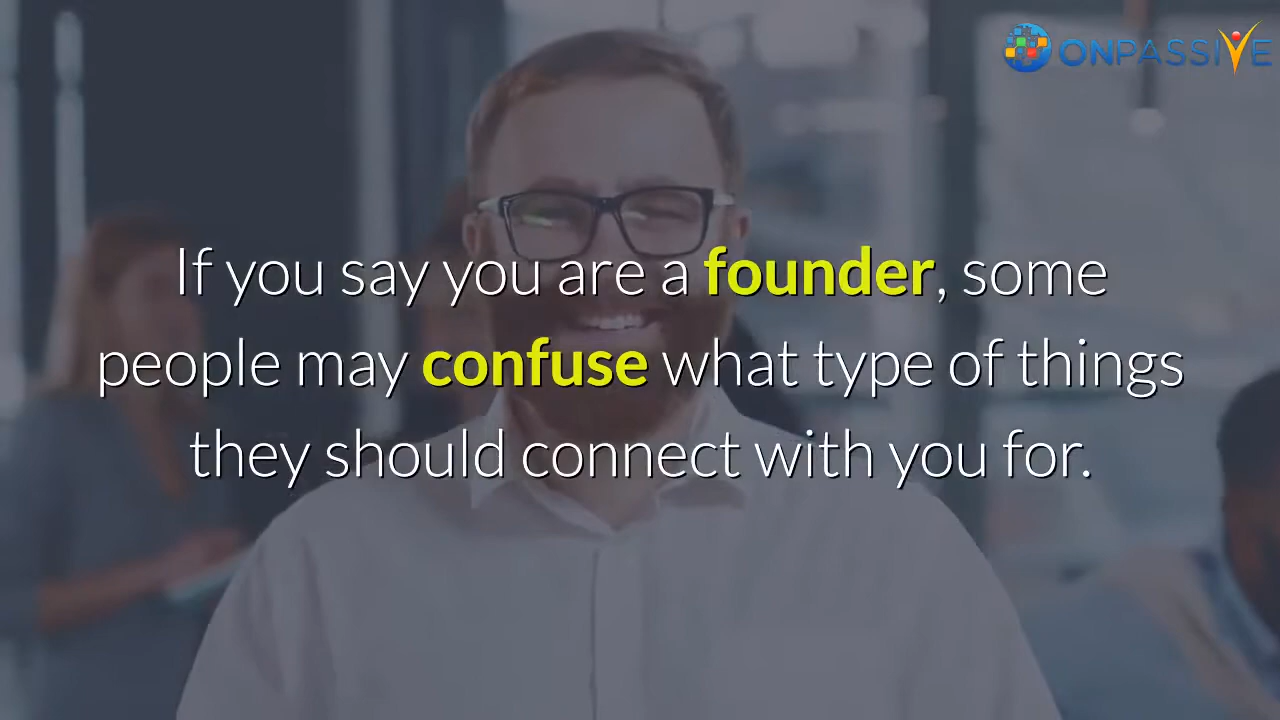 ONPASSIVE
If you say you are a founder, some
people may confuse what type of things
they should connect with you for.